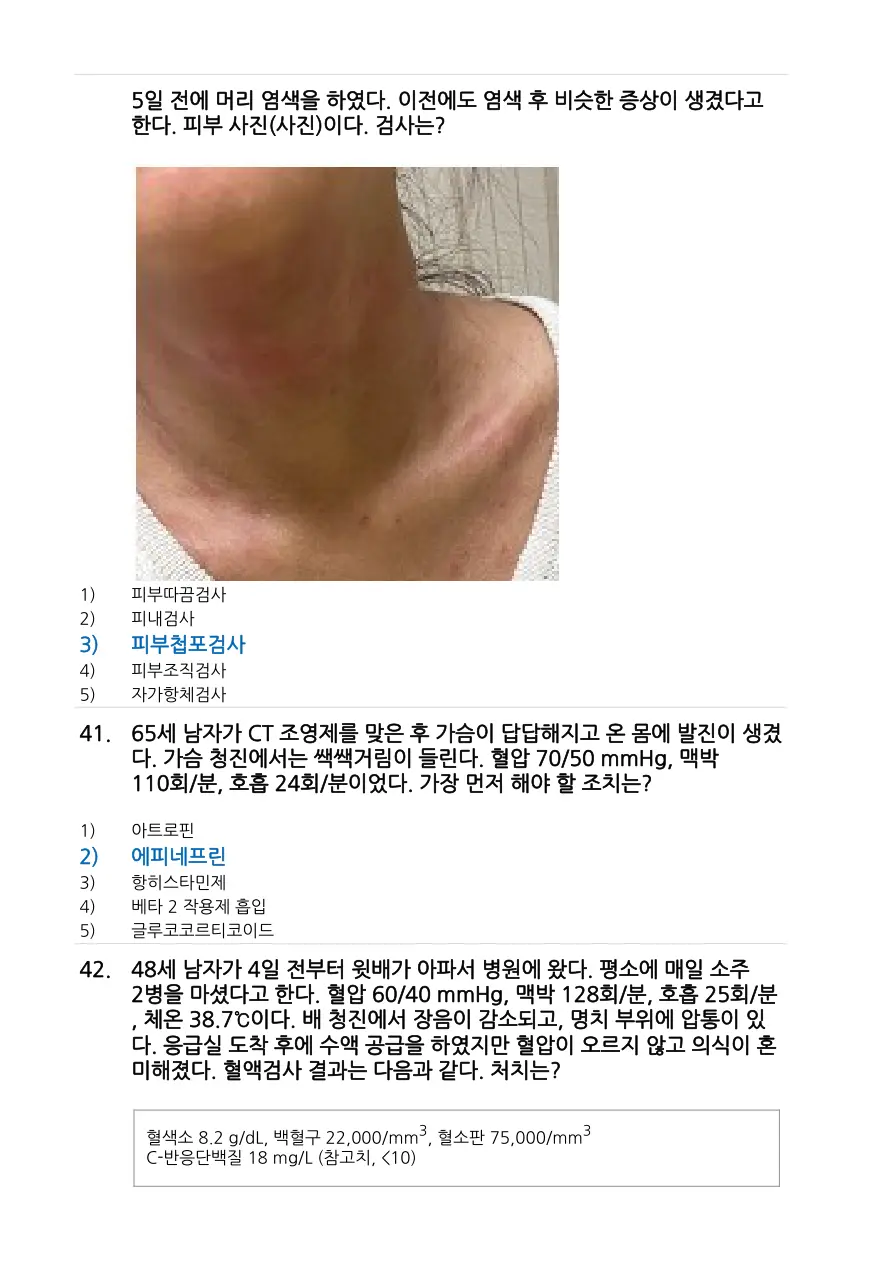 5일 전에 머리 염색을 하였다. 이전에도 염색 후 비슷한 증상이 생겼다고
한다. 피부 사진(사진)이다. 검사는?
1) 피부따끔검사
2) 피내검사
3) 피부첩포검사
4) 피부조직검사
5) 자가항체검사
41. 65세 남자가 CT 조영제를 맞은 후 가슴이 답답해지고 온 몸에 발진이 생겼
다. 가슴 청진에서는 쌕쌕거림이 들린다. 혈압 70/50 mmHg, 맥박
110회/분, 호흡 24회/분이었다. 가장 먼저 해야 할 조치는?
1) 아트로핀
2) 에피네프린
3) 항히스타민제
4) 베타 2 작용제 흡입
5) 글루코코르티코이드
42. 48세 남자가 4일 전부터 윗배가 아파서 병원에 왔다. 평소에 매일 소주
2병을 마셨다고 한다. 혈압 60/40 mmHg, 맥박 128회/분, 호흡 25회/분
, 체온 38.7℃이다. 배 청진에서 장음이 감소되고, 명치 부위에 압통이 있
다. 응급실 도착 후에 수액 공급을 하였지만 혈압이 오르지 않고 의식이 혼
미해졌다. 혈액검사 결과는 다음과 같다. 처치는?
혈색소 8.2 g/dL, 백혈구 22,000/mm³, 혈소판 75,000/mm³
C-반응단백질 18 mg/L (참고치, <10)